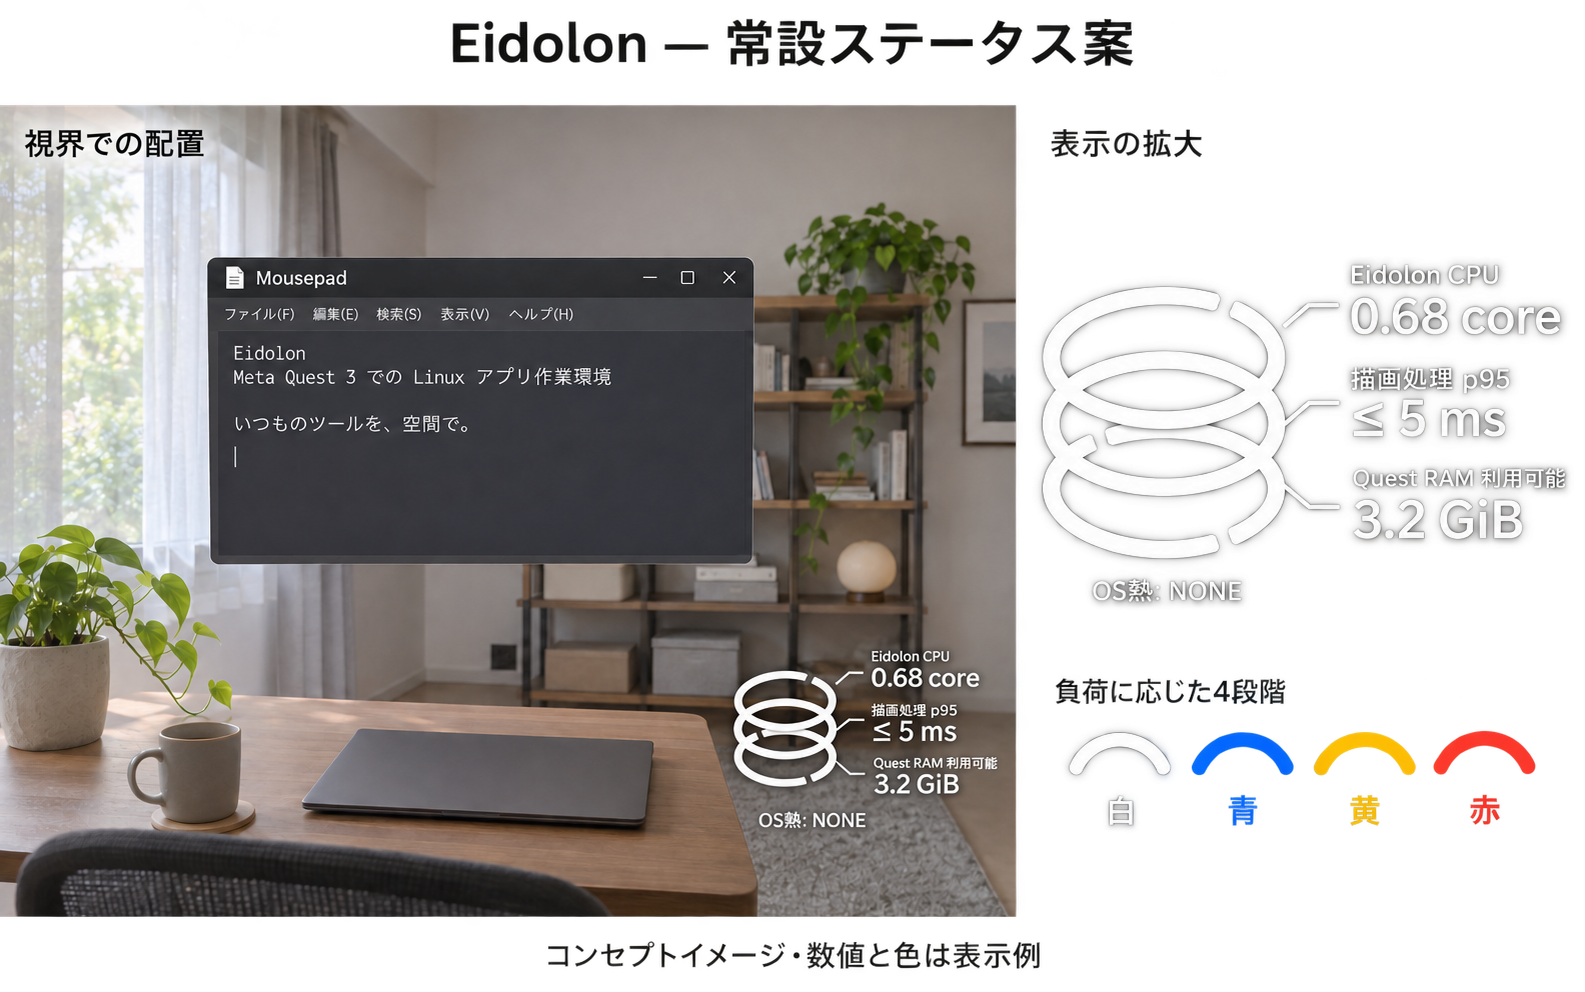 Eidolon — 常設ステータス案
視界での配置
Mousepad
ファイル(F) 編集(E) 検索(S) 表示(V) ヘルプ(H)
Eidolon
Meta Quest 3 での Linux アプリ作業環境
いつものツールを、空間で。
Eidolon CPU
0.68 core
描画処理 p95
≤ 5 ms
Quest RAM 利用可能
3.2 GiB
OS熱: NONE
表示の拡大
Eidolon CPU
0.68 core
描画処理 p95
≤ 5 ms
Quest RAM 利用可能
3.2 GiB
OS熱: NONE
負荷に応じた4段階
白 青 黄 赤
コンセプトイメージ・数値と色は表示例